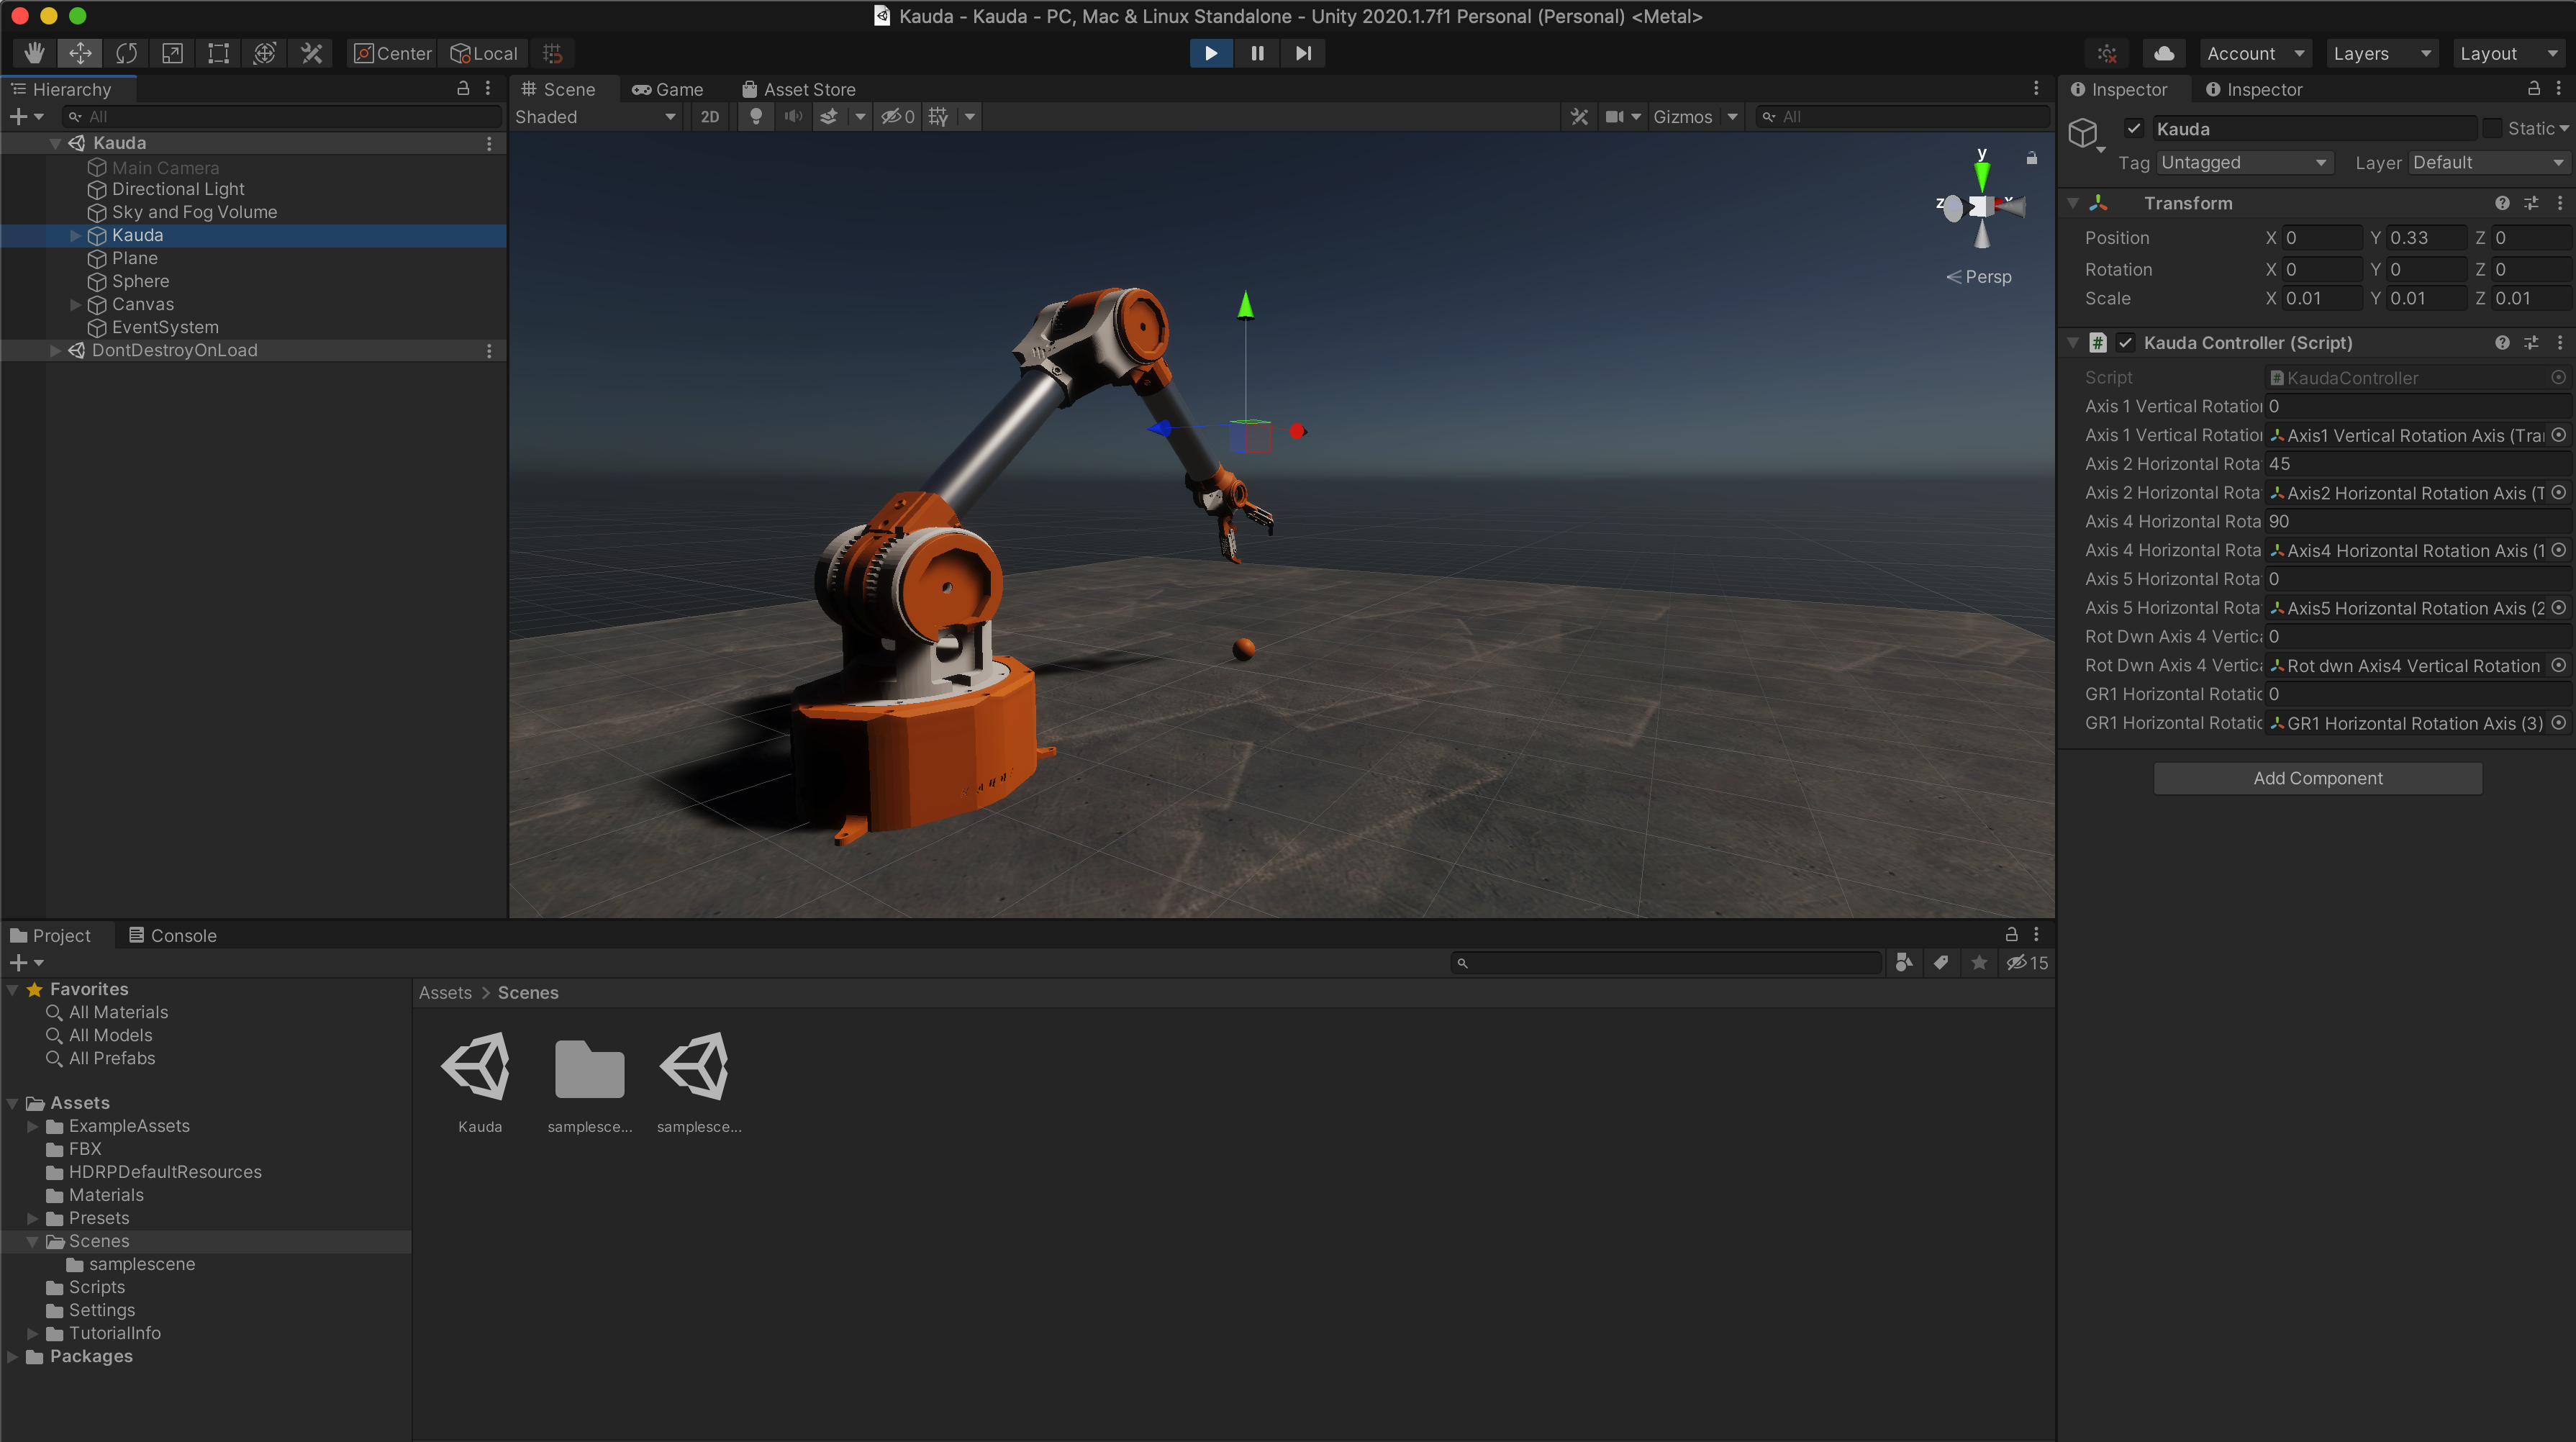 Kauda - Kauda - PC, Mac & Linux Standalone - Unity 2020.1.7f1 Personal (Personal) <Metal>
Center Local Account Layers Layout
Hierarchy
All
Kauda
Main Camera
Directional Light
Sky and Fog Volume
Kauda
Plane
Sphere
Canvas
EventSystem
DontDestroyOnLoad
Scene Game Asset Store
Shaded 2D 0 Gizmos All
y
z x
Persp
KAUDA
Inspector Inspector
Kauda Static
Tag Untagged Layer Default
Transform
Position X 0 Y 0.33 Z 0
Rotation X 0 Y 0 Z 0
Scale X 0.01 Y 0.01 Z 0.01
# Kauda Controller (Script)
Script # KaudaController
Axis 1 Vertical Rotatio 0
Axis 1 Vertical Rotatio Axis1 Vertical Rotation Axis (Tra
Axis 2 Horizontal Rota 45
Axis 2 Horizontal Rota Axis2 Horizontal Rotation Axis (T
Axis 4 Horizontal Rota 90
Axis 4 Horizontal Rota Axis4 Horizontal Rotation Axis (1
Axis 5 Horizontal Rota 0
Axis 5 Horizontal Rota Axis5 Horizontal Rotation Axis (2
Rot Dwn Axis 4 Vertica 0
Rot Dwn Axis 4 Vertica Rot dwn Axis4 Vertical Rotation
GR1 Horizontal Rotatic 0
GR1 Horizontal Rotatic GR1 Horizontal Rotation Axis (3)
Add Component
Project Console
15
Favorites
All Materials
All Models
All Prefabs
Assets
ExampleAssets
FBX
HDRPDefaultResources
Materials
Presets
Scenes
samplescene
Scripts
Settings
TutorialInfo
Packages
Assets > Scenes
Kauda samplesce... samplesce...